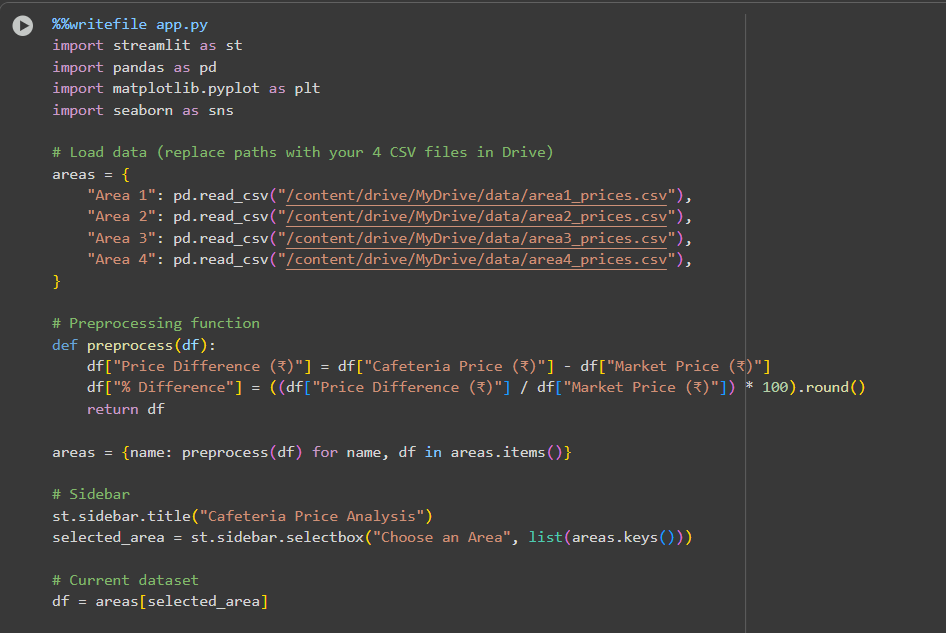 %%writefile app.py
import streamlit as st
import pandas as pd
import matplotlib.pyplot as plt
import seaborn as sns

# Load data (replace paths with your 4 CSV files in Drive)
areas = {
    "Area 1": pd.read_csv("/content/drive/MyDrive/data/area1_prices.csv"),
    "Area 2": pd.read_csv("/content/drive/MyDrive/data/area2_prices.csv"),
    "Area 3": pd.read_csv("/content/drive/MyDrive/data/area3_prices.csv"),
    "Area 4": pd.read_csv("/content/drive/MyDrive/data/area4_prices.csv"),
}

# Preprocessing function
def preprocess(df):
    df["Price Difference (₹)"] = df["Cafeteria Price (₹)"] - df["Market Price (₹)"]
    df["% Difference"] = ((df["Price Difference (₹)"] / df["Market Price (₹)"]) * 100).round()
    return df

areas = {name: preprocess(df) for name, df in areas.items()}

# Sidebar
st.sidebar.title("Cafeteria Price Analysis")
selected_area = st.sidebar.selectbox("Choose an Area", list(areas.keys()))

# Current dataset
df = areas[selected_area]